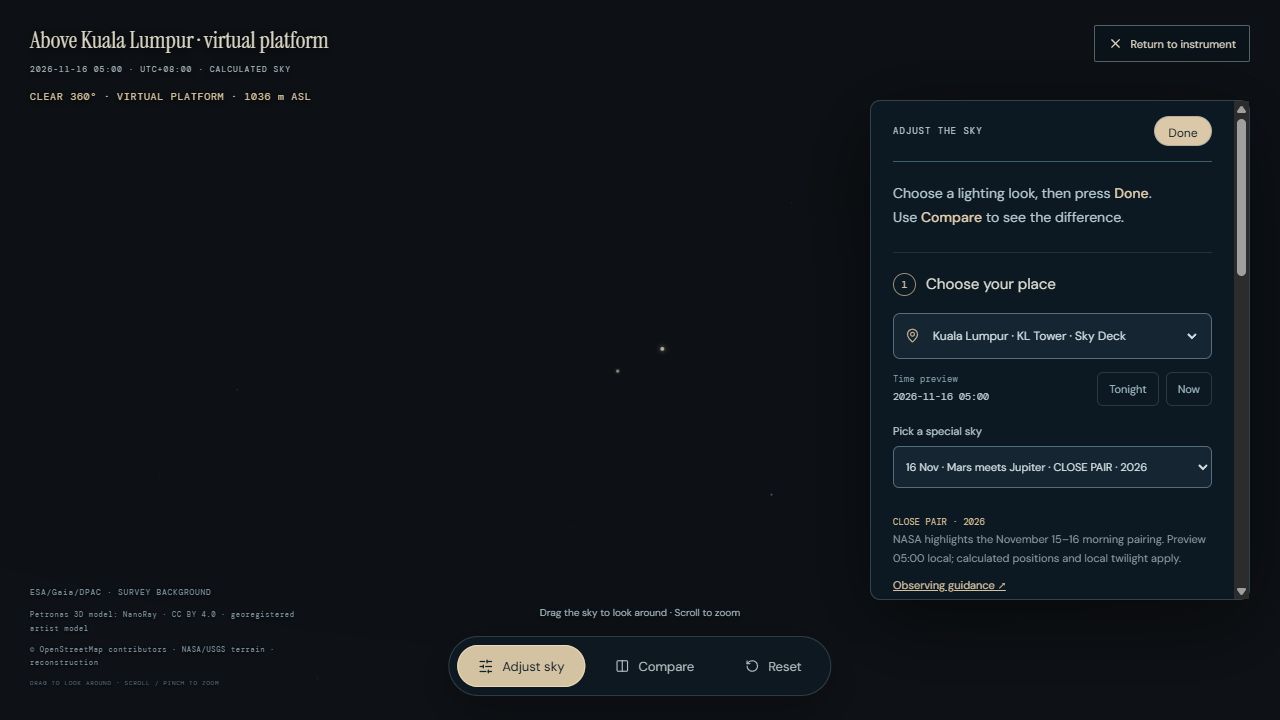 Above Kuala Lumpur · virtual platform
2026-11-16 05:00 · UTC+08:00 · CALCULATED SKY
CLEAR 360° · VIRTUAL PLATFORM · 1036 m ASL
Return to instrument
ADJUST THE SKY
Done
Choose a lighting look, then press Done.
Use Compare to see the difference.
1 Choose your place
Kuala Lumpur · KL Tower · Sky Deck
Time preview
2026-11-16 05:00
Tonight
Now
Pick a special sky
16 Nov · Mars meets Jupiter · CLOSE PAIR · 2026
CLOSE PAIR · 2026
NASA highlights the November 15–16 morning pairing. Preview
05:00 local; calculated positions and local twilight apply.
Observing guidance ↗
ESA/Gaia/DPAC · SURVEY BACKGROUND
Petronas 3D model: NanoRay · CC BY 4.0 · georegistered
artist model
© OpenStreetMap contributors · NASA/USGS terrain ·
reconstruction
DRAG TO LOOK AROUND · SCROLL / PINCH TO ZOOM
Drag the sky to look around · Scroll to zoom
Adjust sky
Compare
Reset